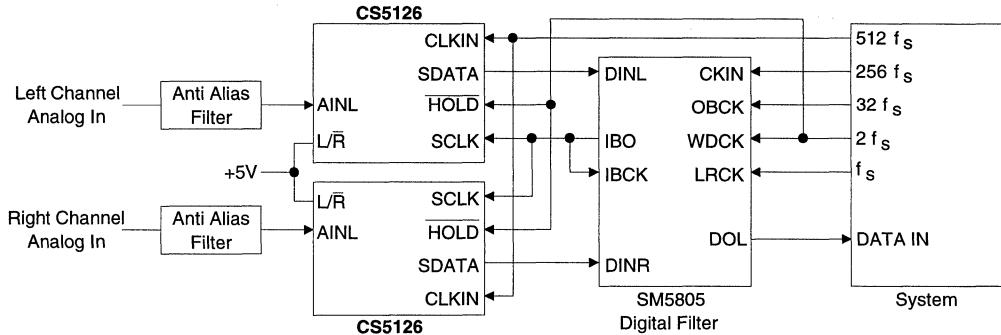 CS5126
CLKIN
SDATA
HOLD
SCLK
AINL
L/R
Left Channel
Analog In
Anti Alias
Filter
+5V
Right Channel
Analog In
Anti Alias
Filter
L/R
AINL
SCLK
HOLD
SDATA
CLKIN
CS5126
DINL
IBO
IBCK
DINR
CKIN
OBCK
WDCK
LRCK
DOL
SM5805
Digital Filter
512 fs
256 fs
32 fs
2 fs
fs
DATA IN
System